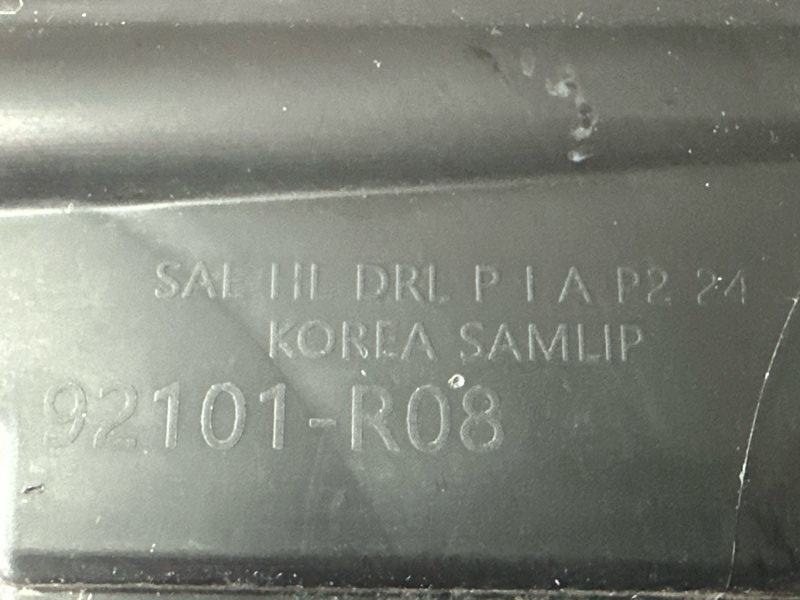 SAE HL DRL P I A P2 24
KOREA SAMLIP
92101-R08